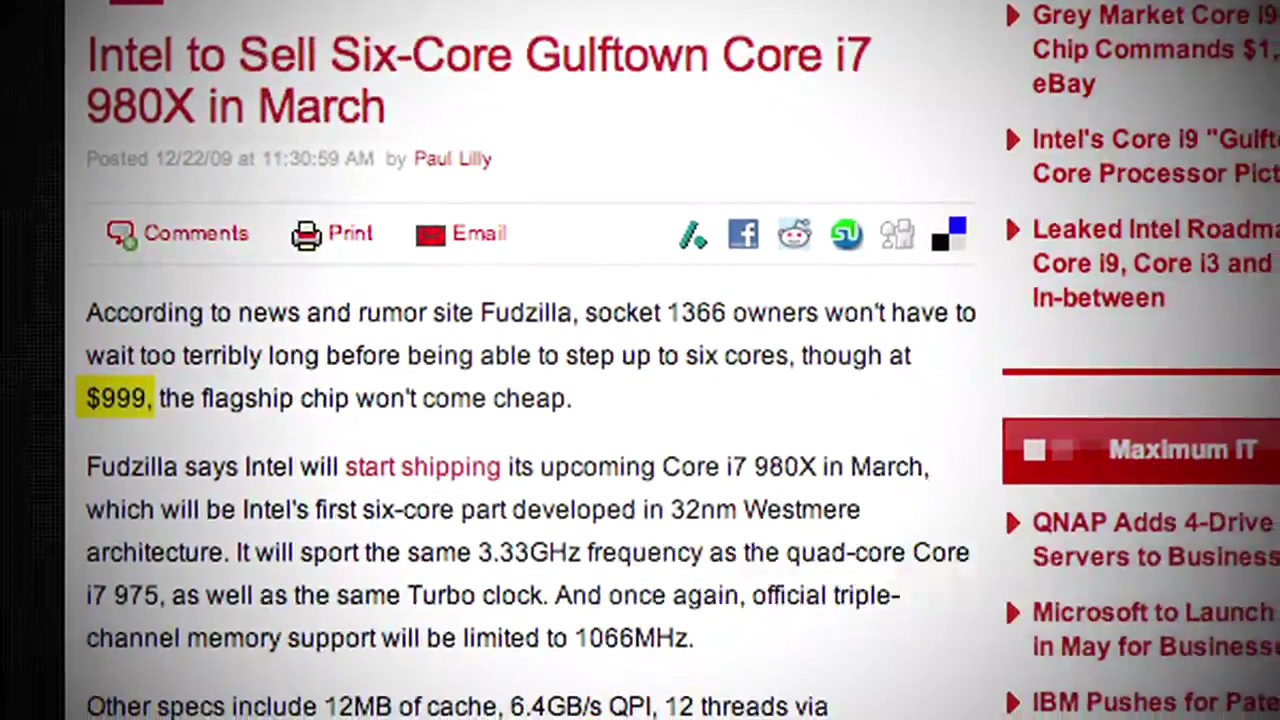 Intel to Sell Six-Core Gulftown Core i7
980X in March
Posted 12/22/09 at 11:30:59 AM by Paul Lilly
Comments
Print
Email
According to news and rumor site Fudzilla, socket 1366 owners won't have to
wait too terribly long before being able to step up to six cores, though at
$999, the flagship chip won't come cheap.
Fudzilla says Intel will start shipping its upcoming Core i7 980X in March,
which will be Intel's first six-core part developed in 32nm Westmere
architecture. It will sport the same 3.33GHz frequency as the quad-core Core
i7 975, as well as the same Turbo clock. And once again, official triple-
channel memory support will be limited to 1066MHz.
Other specs include 12MB of cache, 6.4GB/s QPI, 12 threads via
Grey Market Core i9
Chip Commands $1,
eBay
Intel's Core i9 "Gulft
Core Processor Pict
Leaked Intel Roadma
Core i9, Core i3 and
In-between
Maximum IT
QNAP Adds 4-Drive
Servers to Business
Microsoft to Launch
in May for Businesse
IBM Pushes for Pate